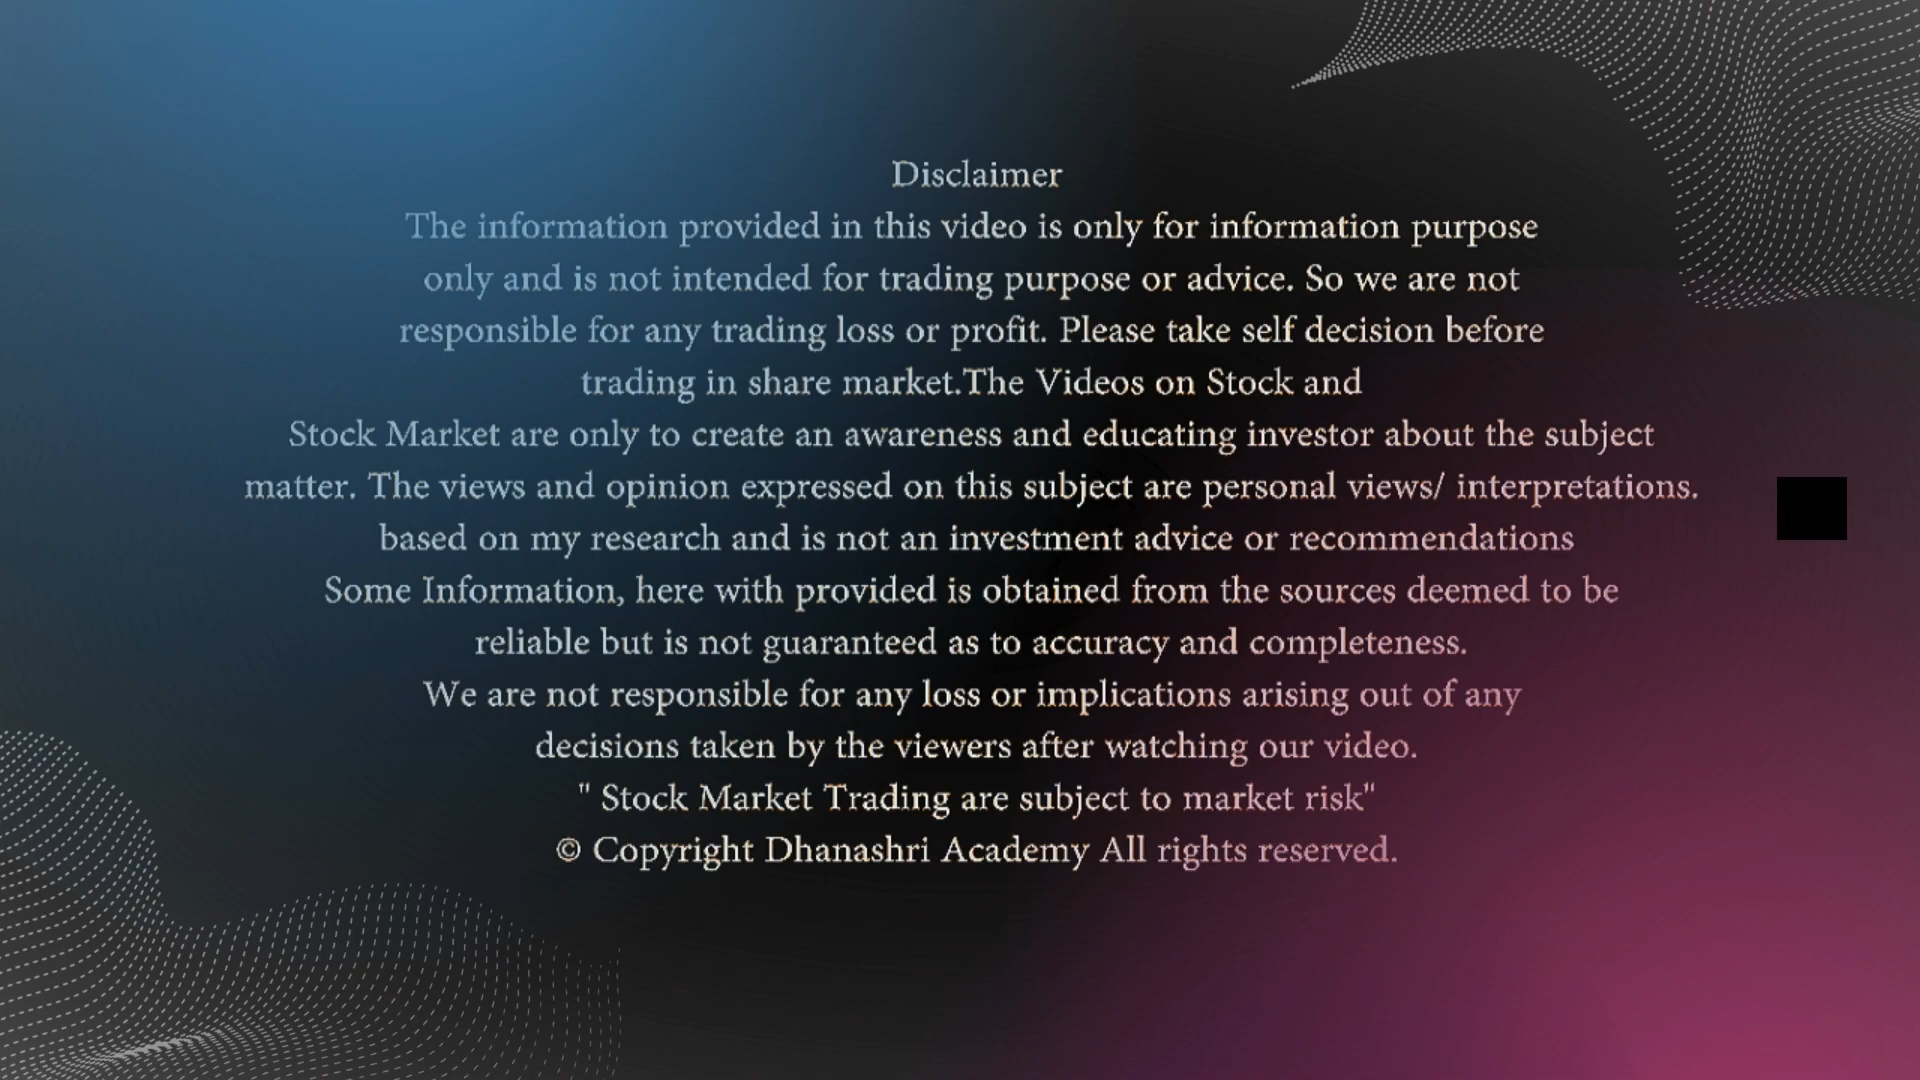 Disclaimer
The information provided in this video is only for information purpose
only and is not intended for trading purpose or advice. So we are not
responsible for any trading loss or profit. Please take self decision before
trading in share market.The Videos on Stock and
Stock Market are only to create an awareness and educating investor about the subject
matter. The views and opinion expressed on this subject are personal views/ interpretations.
based on my research and is not an investment advice or recommendations
Some Information, here with provided is obtained from the sources deemed to be
reliable but is not guaranteed as to accuracy and completeness.
We are not responsible for any loss or implications arising out of any
decisions taken by the viewers after watching our video.
" Stock Market Trading are subject to market risk"
© Copyright Dhanashri Academy All rights reserved.